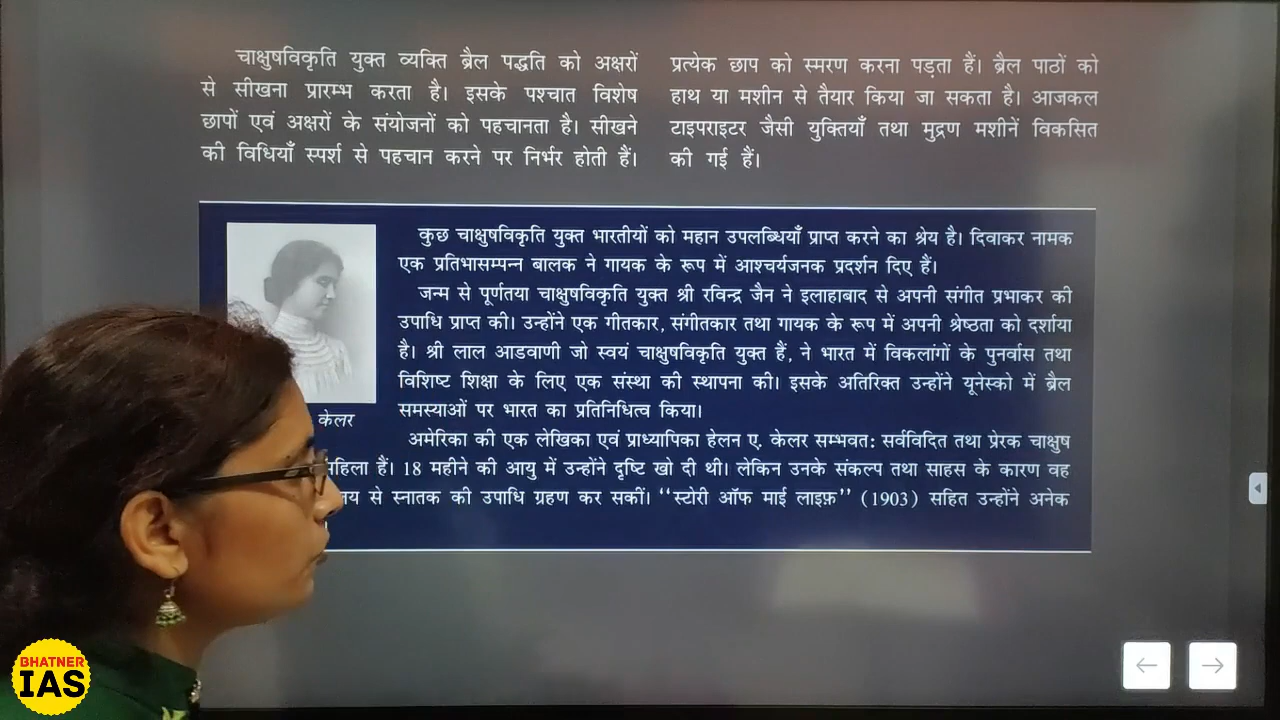 चाक्षुषविकृति युक्त व्यक्ति ब्रैल पद्धति को अक्षरों
से सीखना प्रारम्भ करता है। इसके पश्चात विशेष
छापों एवं अक्षरों के संयोजनों को पहचानता है। सीखने
की विधियाँ स्पर्श से पहचान करने पर निर्भर होती हैं।
प्रत्येक छाप को स्मरण करना पड़ता हैं। ब्रैल पाठों को
हाथ या मशीन से तैयार किया जा सकता है। आजकल
टाइपराइटर जैसी युक्तियाँ तथा मुद्रण मशीनें विकसित
की गई हैं।
कुछ चाक्षुषविकृति युक्त भारतीयों को महान उपलब्धियाँ प्राप्त करने का श्रेय है। दिवाकर नामक
एक प्रतिभासम्पन्न बालक ने गायक के रूप में आश्चर्यजनक प्रदर्शन दिए हैं।
जन्म से पूर्णतया चाक्षुषविकृति युक्त श्री रविन्द्र जैन ने इलाहाबाद से अपनी संगीत प्रभाकर की
उपाधि प्राप्त की। उन्होंने एक गीतकार, संगीतकार तथा गायक के रूप में अपनी श्रेष्ठता को दर्शाया
है। श्री लाल आडवाणी जो स्वयं चाक्षुषविकृति युक्त हैं, ने भारत में विकलांगों के पुनर्वास तथा
विशिष्ट शिक्षा के लिए एक संस्था की स्थापना की। इसके अतिरिक्त उन्होंने यूनेस्को में ब्रैल
समस्याओं पर भारत का प्रतिनिधित्व किया।
केलर
अमेरिका की एक लेखिका एवं प्राध्यापिका हेलन ए. केलर सम्भवत: सर्वविदित तथा प्रेरक चाक्षुष
हैं। 18 महीने की आयु में उन्होंने दृष्टि खो दी थी। लेकिन उनके संकल्प तथा साहस के कारण वह
से स्नातक की उपाधि ग्रहण कर सकीं। "स्टोरी ऑफ माई लाइफ़" (1903) सहित उन्होंने अनेक
BHATNER
IAS